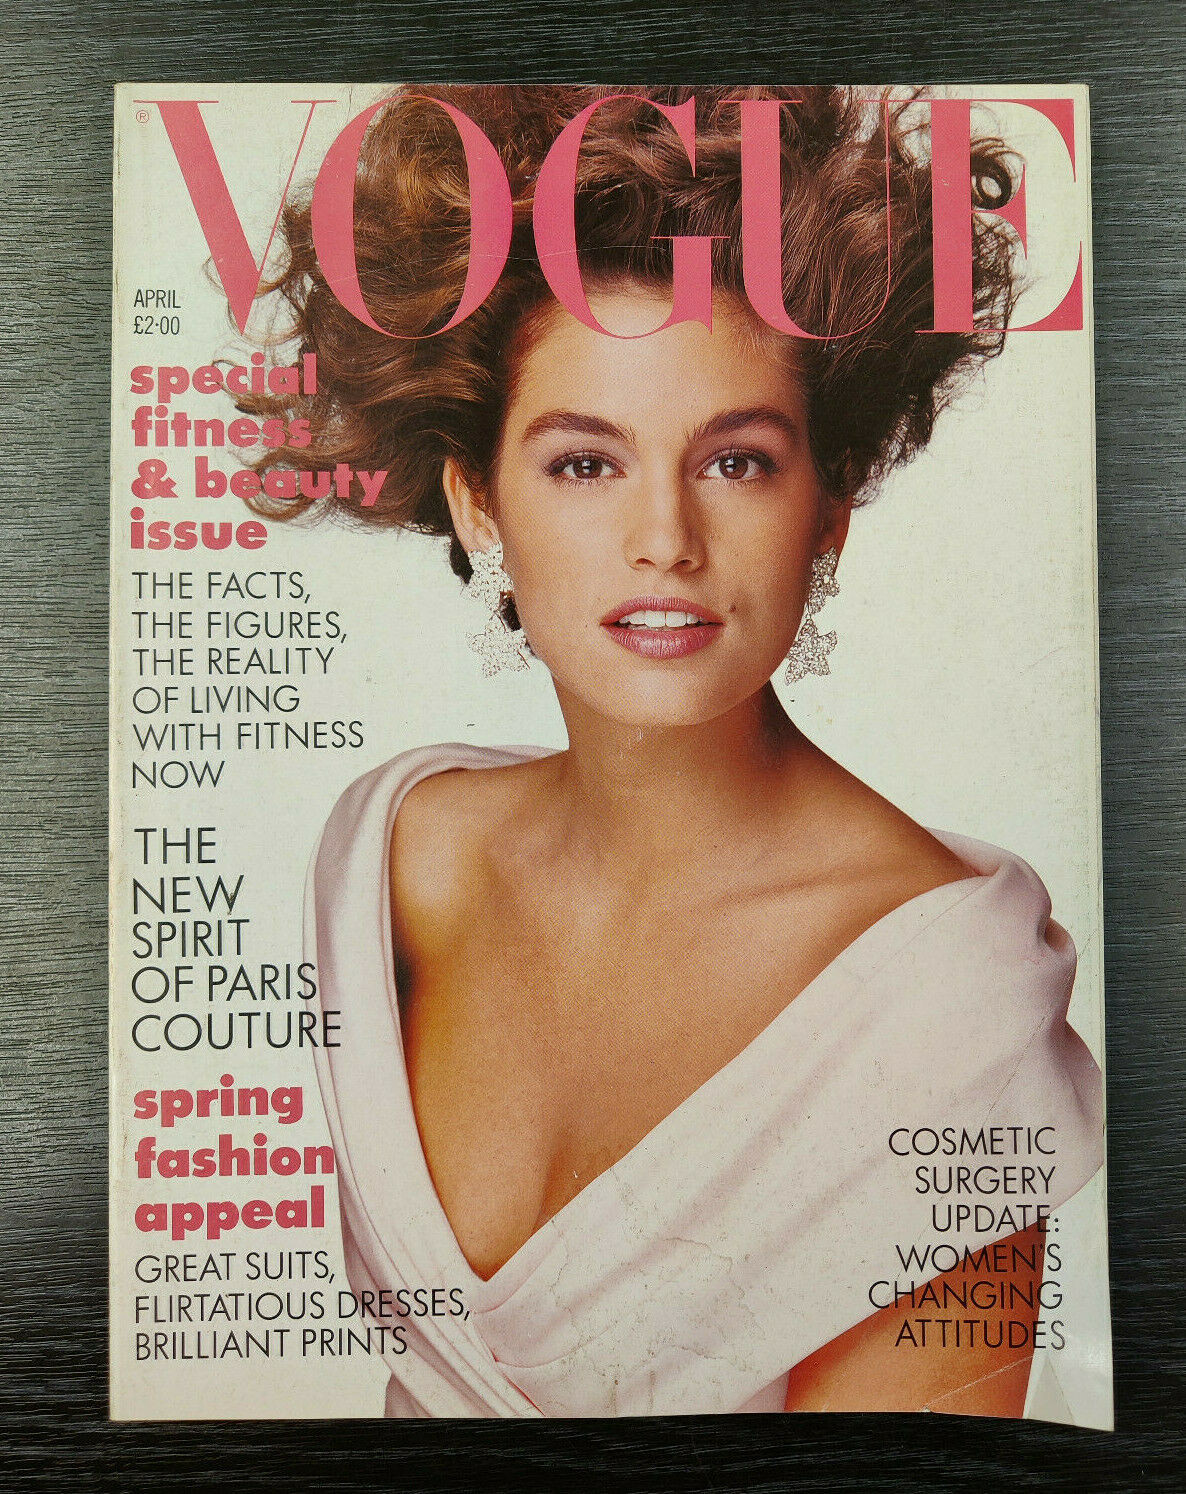 VOGUE
®
APRIL
£2·00
special
fitness
& beauty
issue
THE FACTS,
THE FIGURES,
THE REALITY
OF LIVING
WITH FITNESS
NOW
THE
NEW
SPIRIT
OF PARIS
COUTURE
spring
fashion
appeal
GREAT SUITS,
FLIRTATIOUS DRESSES,
BRILLIANT PRINTS
COSMETIC
SURGERY
UPDATE:
WOMEN'S
CHANGING
ATTITUDES